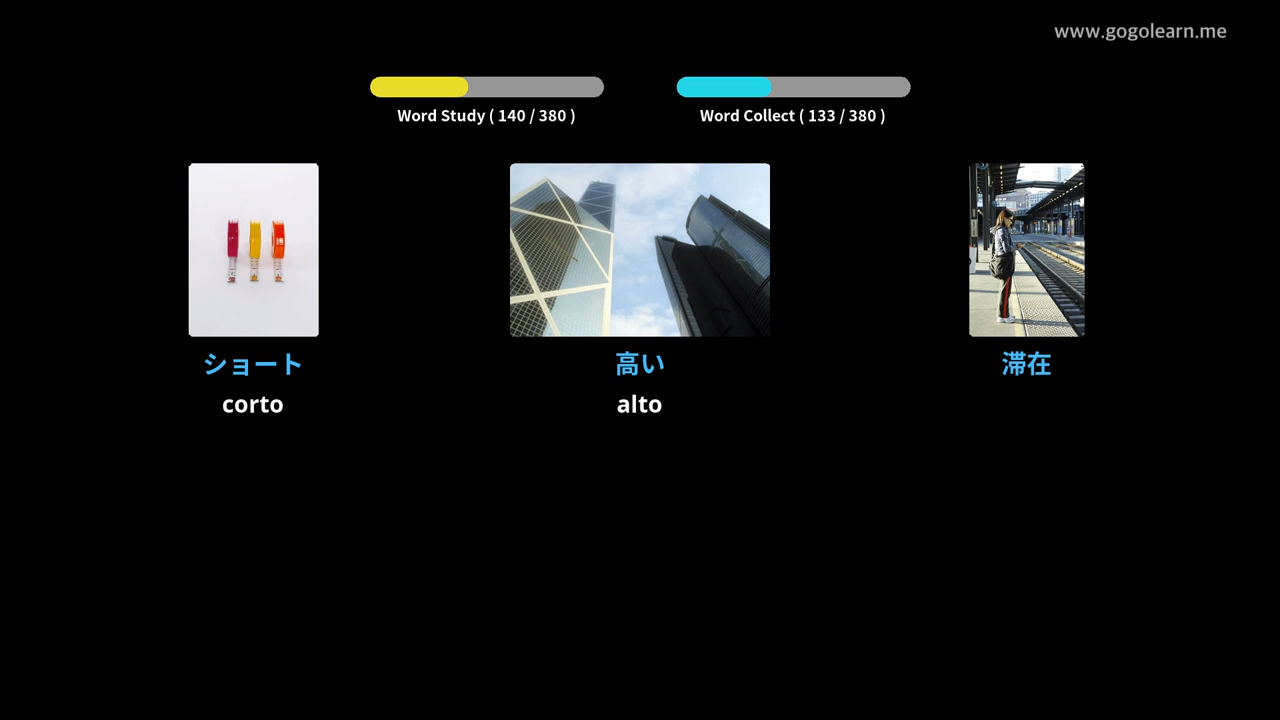 www.gogolearn.me
Word Study ( 140 / 380 )
Word Collect ( 133 / 380 )
ショート
高い
滞在
corto
alto